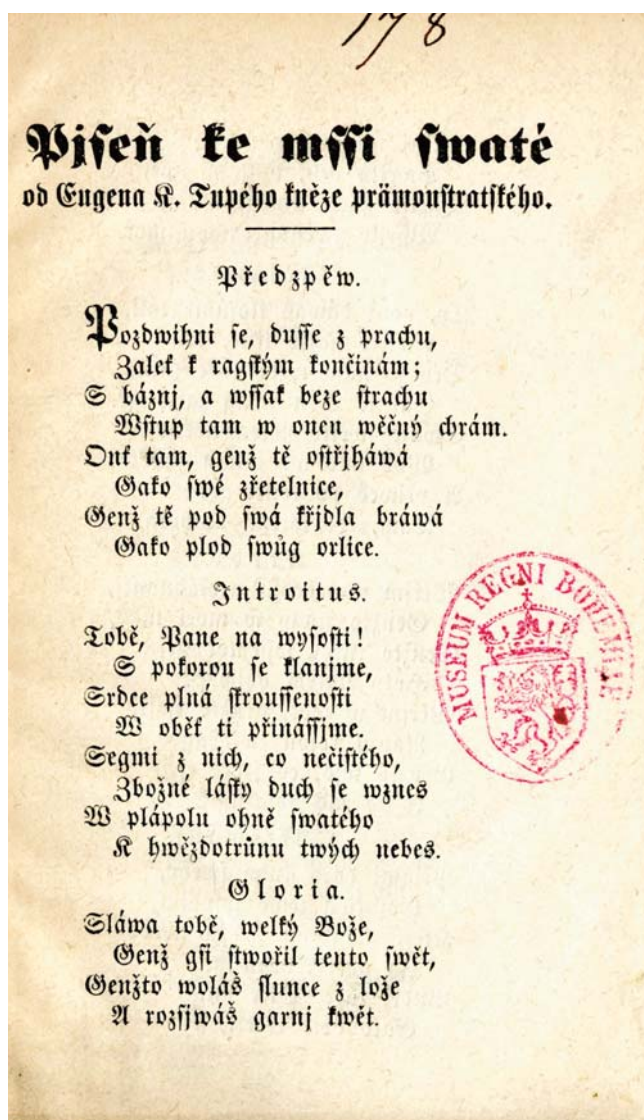 178
Pjseň ke mssi swaté
od Eugena K. Tupého kněze prämonstratského.
Předzpěw.
Pozdwihni se, dusse z prachu,
Zalet k ragským končinám;
S báznj, a wssak beze strachu
Wstup tam w onen wěčný chrám.
Onk tam, genž tě ostřjháwá
Gako swé zřetelnice,
Genž tě pod swá křjdla bráwá
Gako plod swůg orlice.
Introitus.
Tobě, Pane na wysosti!
S pokorou se klanjme,
Srdce plná skroussenosti
W obět ti přinássjme.
Segmi z nich, co nečistého,
Zbožné lásky duch se wznes
W plápolu ohně swatého
K hwězdotrůnu twých nebes.
Gloria.
Sláwa tobě, welký Bože,
Genž gsi stwořil tento swět,
Genžto woláš slunce z lože
A rozsjwáš garnj kwět.
MUSEUM REGNI BOHEMIAE